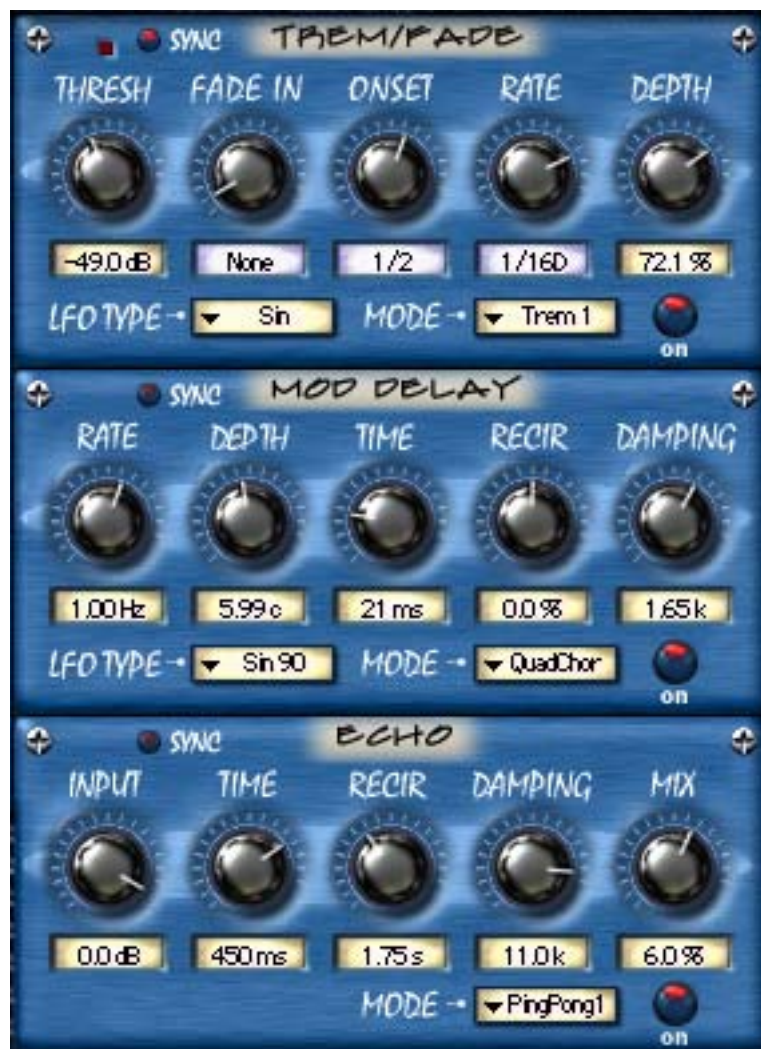 SYNC TREM/FADE
THRESH FADE IN ONSET RATE DEPTH
-49.0 dB None 1/2 1/16D 72.1 %
LFO TYPE Sin MODE Trem 1
on
SYNC MOD DELAY
RATE DEPTH TIME RECIR DAMPING
1.00 Hz 5.99 c 21 ms 0.0 % 1.65 k
LFO TYPE Sin 90 MODE QuadChor
on
SYNC ECHO
INPUT TIME RECIR DAMPING MIX
0.0 dB 450 ms 1.75 s 11.0 k 6.0 %
MODE PingPong1
on